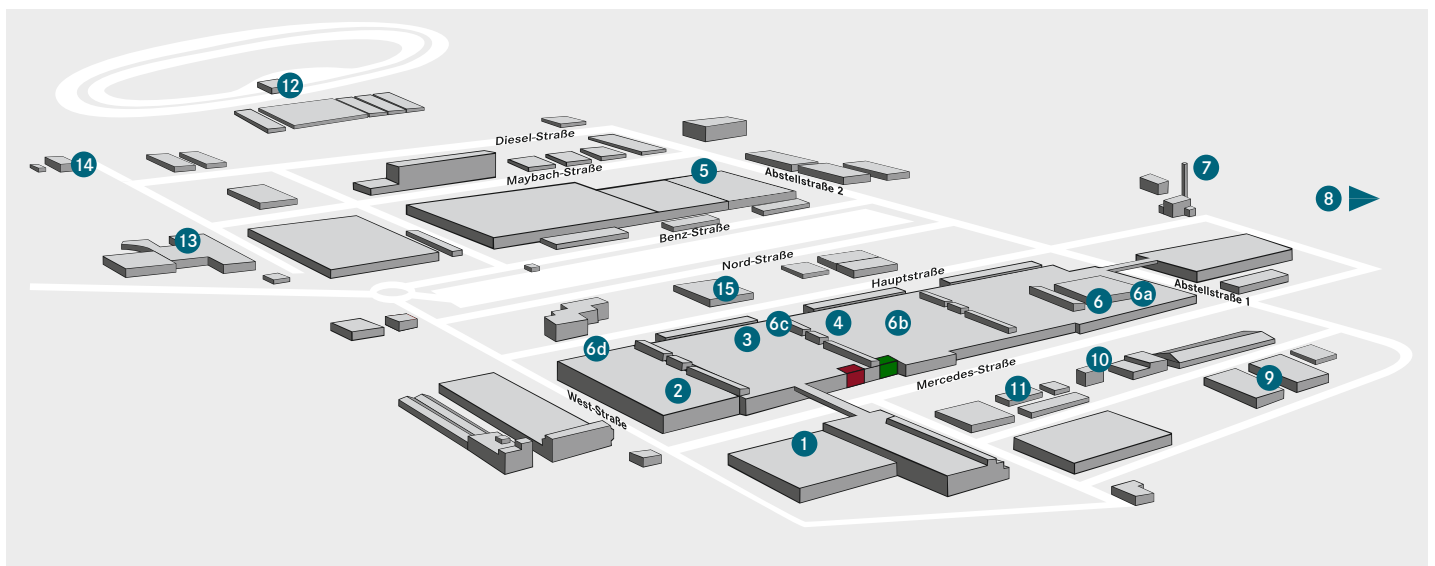 12
Diesel-Straße
14
Maybach-Straße
5
Abstellstraße 2
7
8
13
Benz-Straße
Nord-Straße
Hauptstraße
15
Abstellstraße 1
6
6a
6c
4
6b
3
6d
Mercedes-Straße
10
9
11
2
West-Straße
1